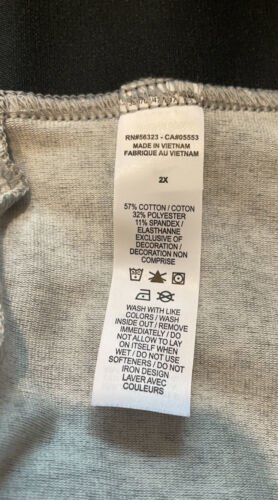 RN#56323 - CA#05553
MADE IN VIETNAM
FABRIQUE AU VIETNAM
2X
57% COTTON / COTON
32% POLYESTER
11% SPANDEX /
ELASTHANNE
EXCLUSIVE OF
DECORATION /
DECORATION NON
COMPRISE
WASH WITH LIKE
COLORS / WASH
INSIDE OUT / REMOVE
IMMEDIATELY / DO
NOT ALLOW TO LAY
ON ITSELF WHEN
WET / DO NOT USE
SOFTENERS / DO NOT
IRON DESIGN
LAVER AVEC
COULEURS